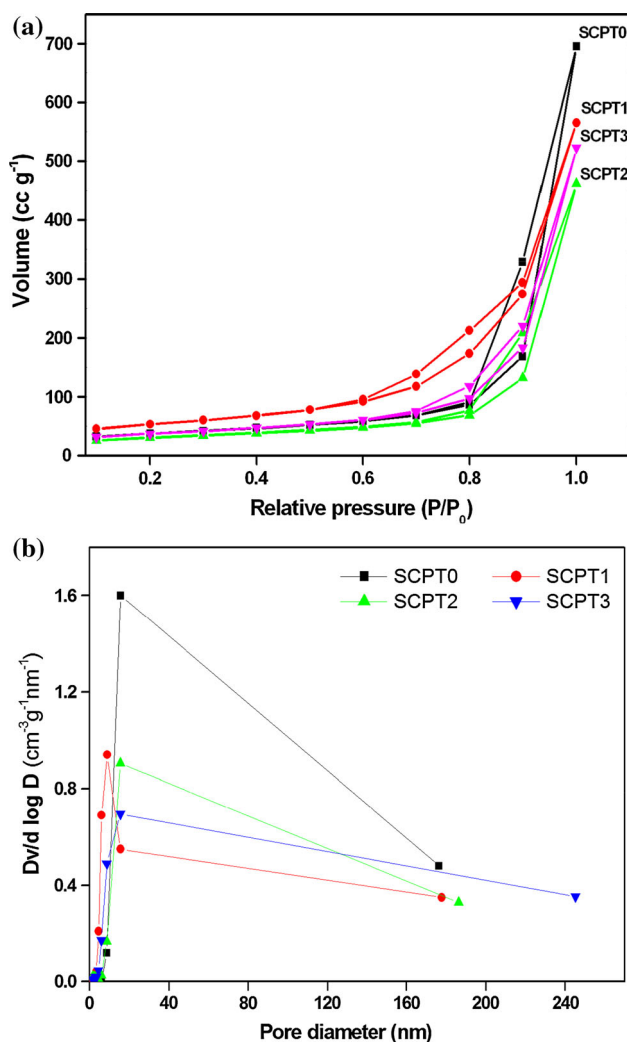 (a)
700
600
500
400
300
200
100
0
Volume (cc g⁻¹)
SCPT0
SCPT1
SCPT3
SCPT2
0.2 0.4 0.6 0.8 1.0
Relative pressure (P/P₀)
(b)
SCPT0 SCPT1
SCPT2 SCPT3
1.6
1.2
0.8
0.4
0.0
Dv/d log D (cm⁻³g⁻¹nm⁻¹)
0 40 80 120 160 200 240
Pore diameter (nm)